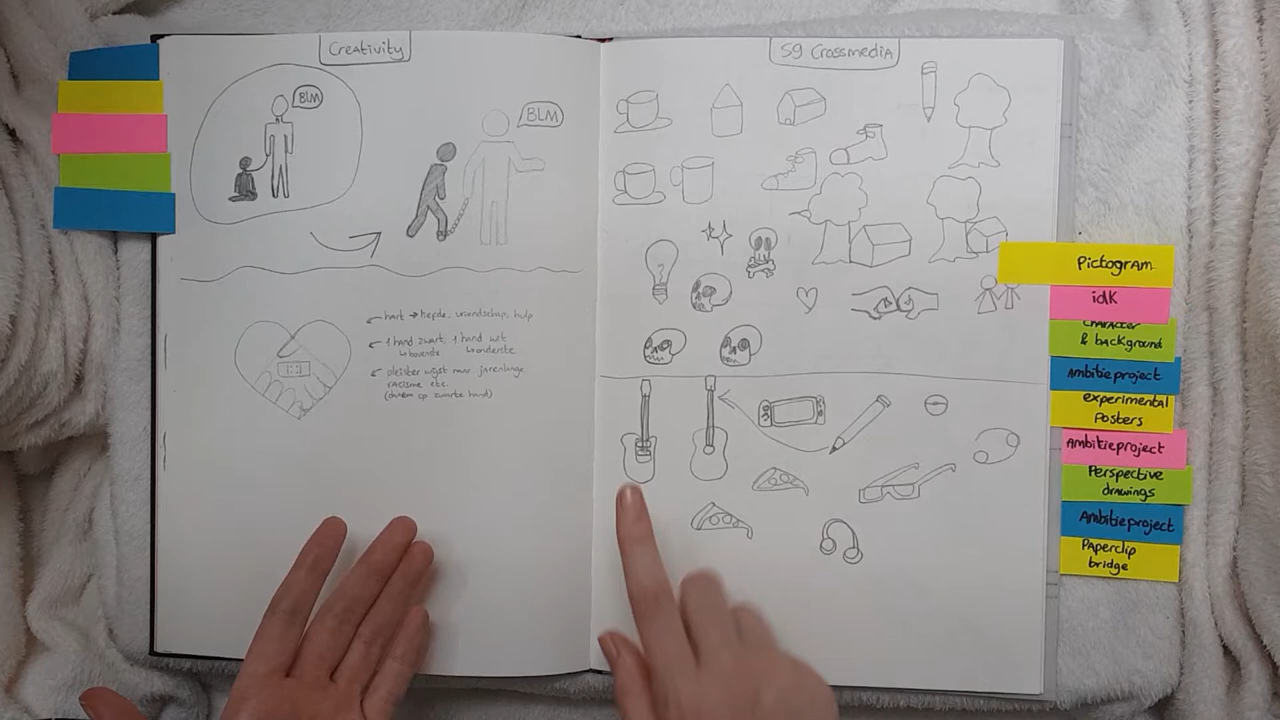 Creativity
BLM
BLM
hart → liefde, vriendschap, hulp
1 hand zwart, 1 hand wit
↳ bovenste ↳ onderste
pleister wijst naar jarenlange
racisme etc.
(daarom op zwarte hand)
S9 Crossmedia
Pictogram
idk
character
& background
Ambitieproject
experimental
Posters
Ambitieproject
Perspective
drawings
Ambitieproject
Paperclip
bridge